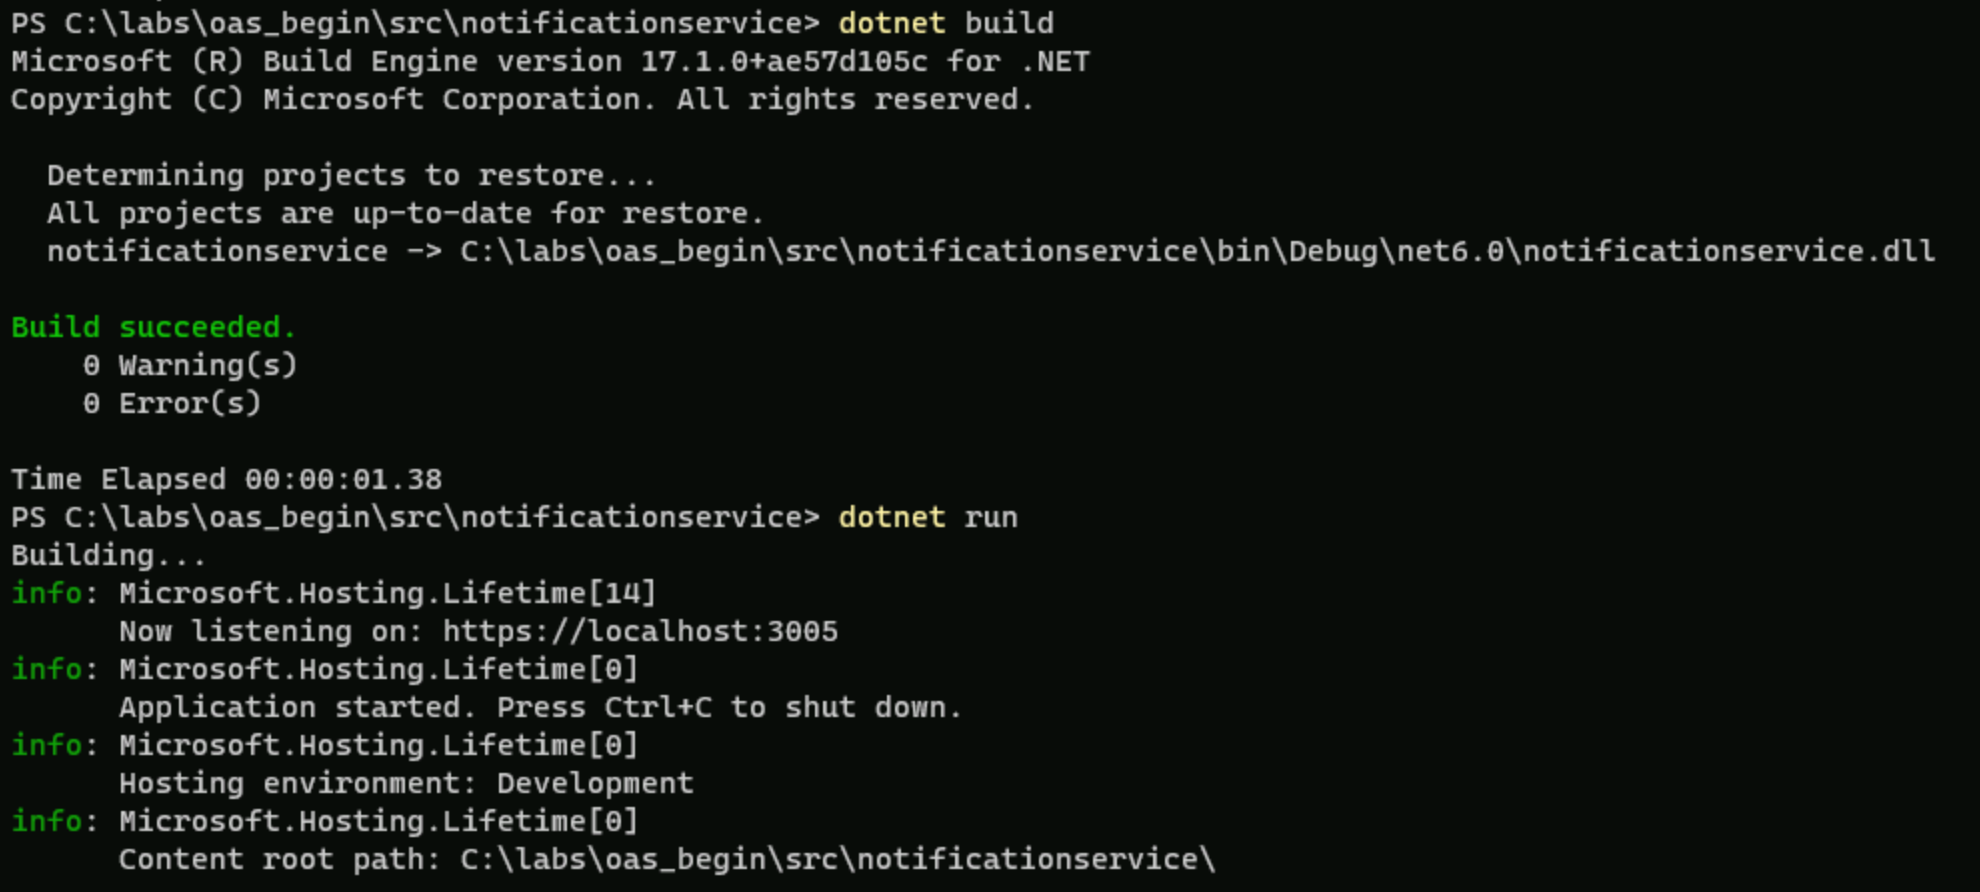 PS C:\labs\oas_begin\src\notificationservice> dotnet build
Microsoft (R) Build Engine version 17.1.0+ae57d105c for .NET
Copyright (C) Microsoft Corporation. All rights reserved.
Determining projects to restore...
All projects are up-to-date for restore.
notificationservice -> C:\labs\oas_begin\src\notificationservice\bin\Debug\net6.0\notificationservice.dll
Build succeeded.
0 Warning(s)
0 Error(s)
Time Elapsed 00:00:01.38
PS C:\labs\oas_begin\src\notificationservice> dotnet run
Building...
info: Microsoft.Hosting.Lifetime[14]
Now listening on: https://localhost:3005
info: Microsoft.Hosting.Lifetime[0]
Application started. Press Ctrl+C to shut down.
info: Microsoft.Hosting.Lifetime[0]
Hosting environment: Development
info: Microsoft.Hosting.Lifetime[0]
Content root path: C:\labs\oas_begin\src\notificationservice\